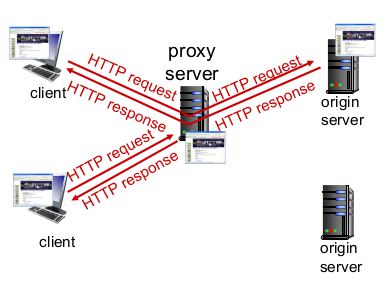 proxy
server
HTTP request
HTTP request
client
HTTP response
HTTP response
origin
server
HTTP request
HTTP response
client
origin
server